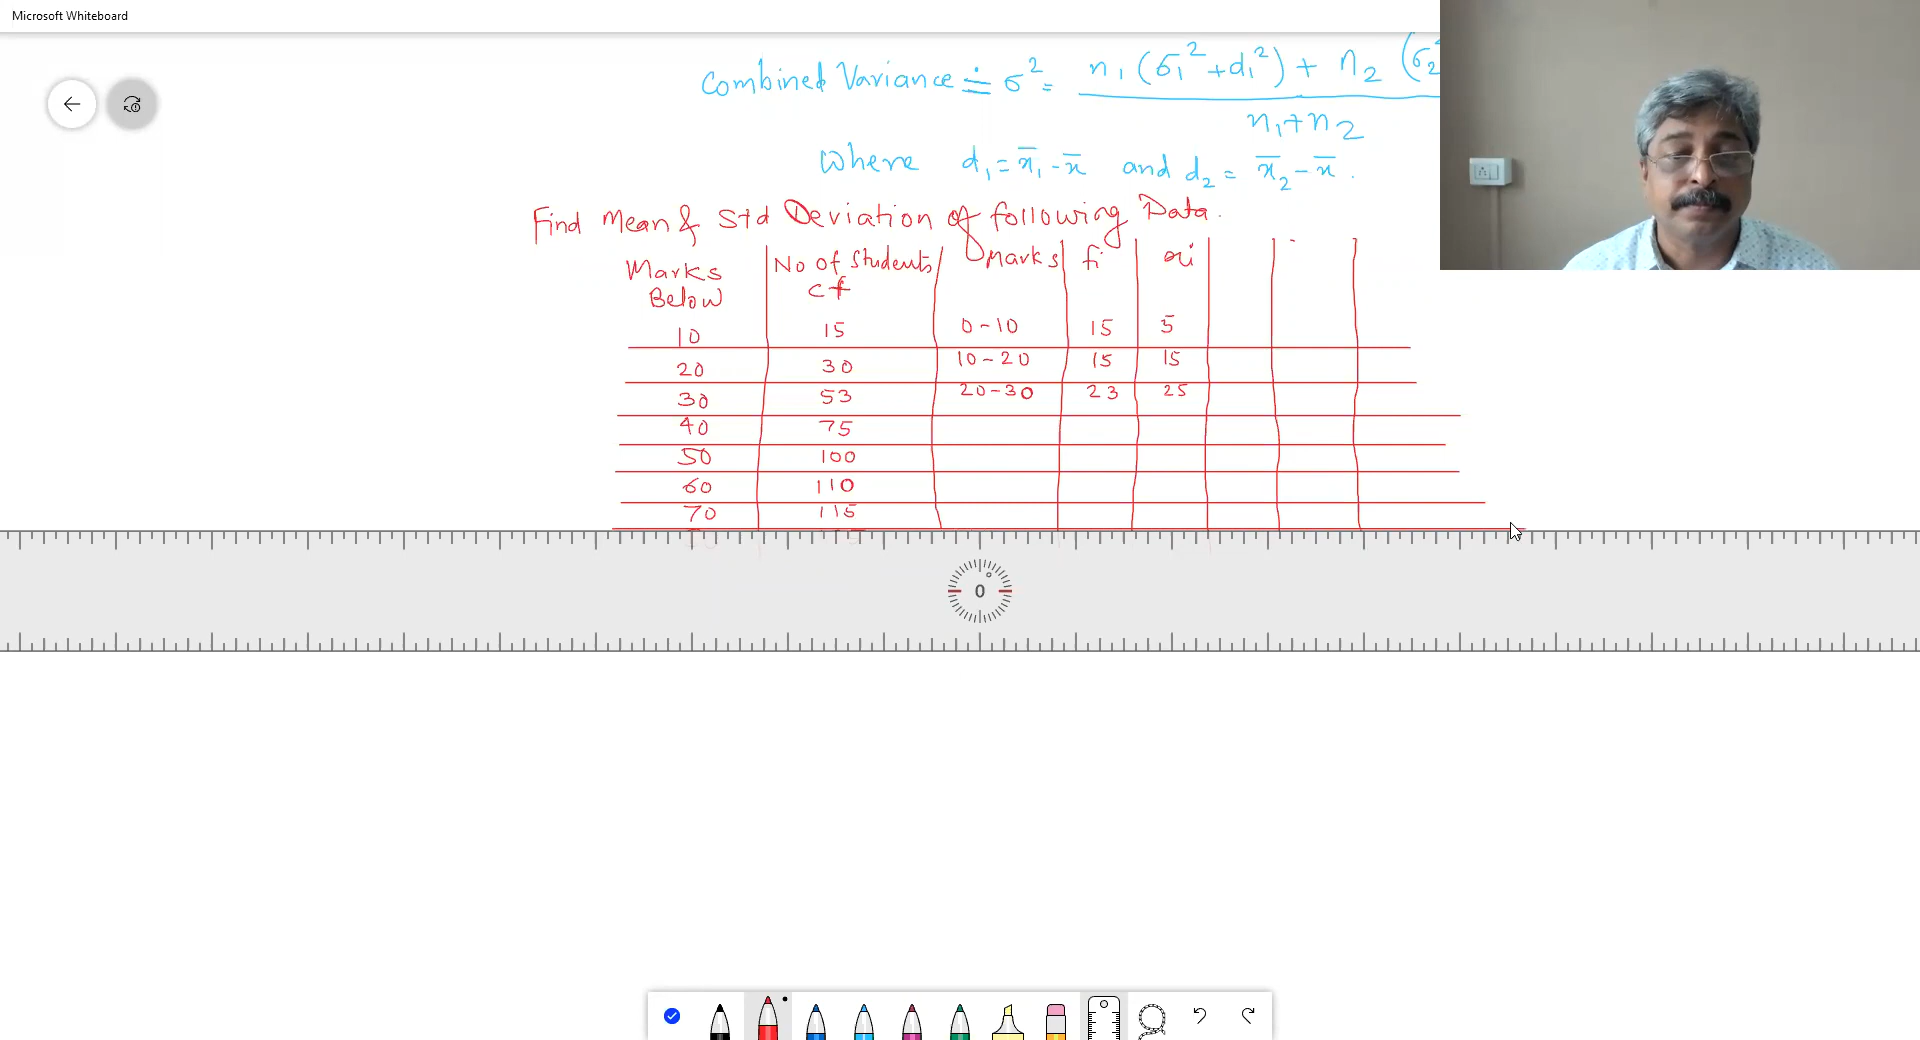 Microsoft Whiteboard
Combined Variance = σ² = n₁(σ₁²+d₁²) + n₂(σ₂²
n₁+n₂
where d₁ = x̄₁ - x̄ and d₂ = x̄₂ - x̄.
Find Mean & Std Deviation of following Data.
Marks Below | No of Students cf | Marks | fi | xi
10 | 15 | 0-10 | 15 | 5
20 | 30 | 10-20 | 15 | 15
30 | 53 | 20-30 | 23 | 25
40 | 75
50 | 100
60 | 110
70 | 115
0